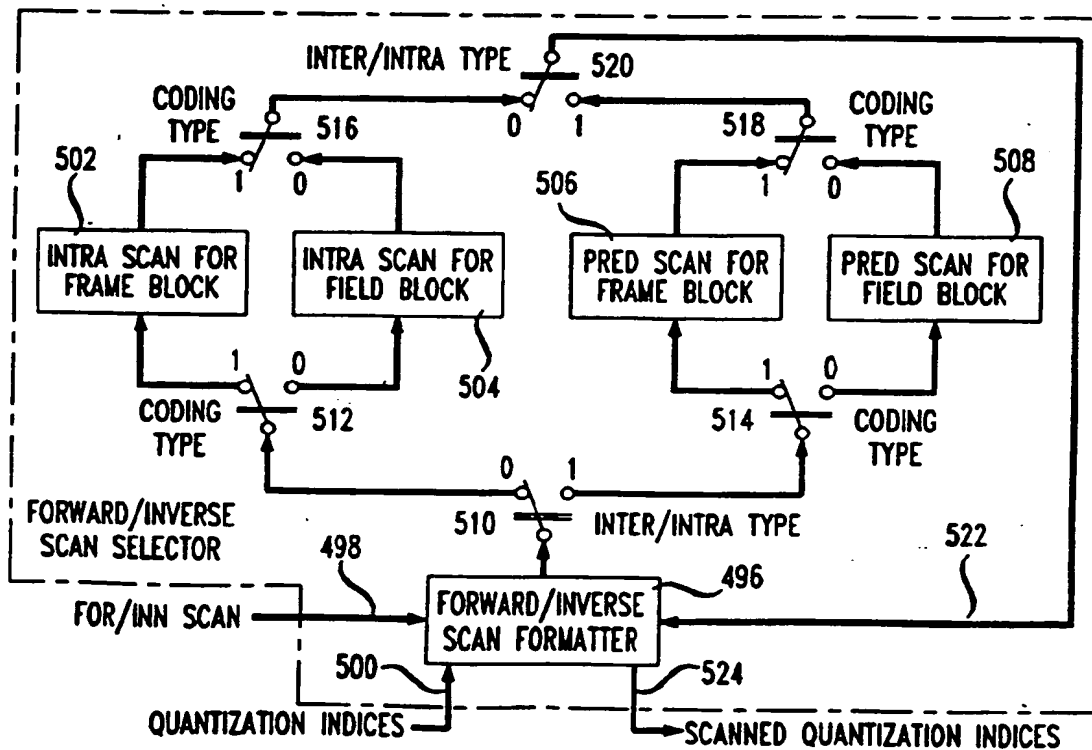 INTER/INTRA TYPE
520
CODING
TYPE
516
0
1
518
CODING
TYPE
502
1
0
506
1
0
508
INTRA SCAN FOR
FRAME BLOCK
INTRA SCAN FOR
FIELD BLOCK
PRED SCAN FOR
FRAME BLOCK
PRED SCAN FOR
FIELD BLOCK
1
0
504
1
0
CODING
TYPE
512
514
CODING
TYPE
0
1
FORWARD/INVERSE
SCAN SELECTOR
510
INTER/INTRA TYPE
498
496
522
FOR/INN SCAN
FORWARD/INVERSE
SCAN FORMATTER
500
524
QUANTIZATION INDICES
SCANNED QUANTIZATION INDICES